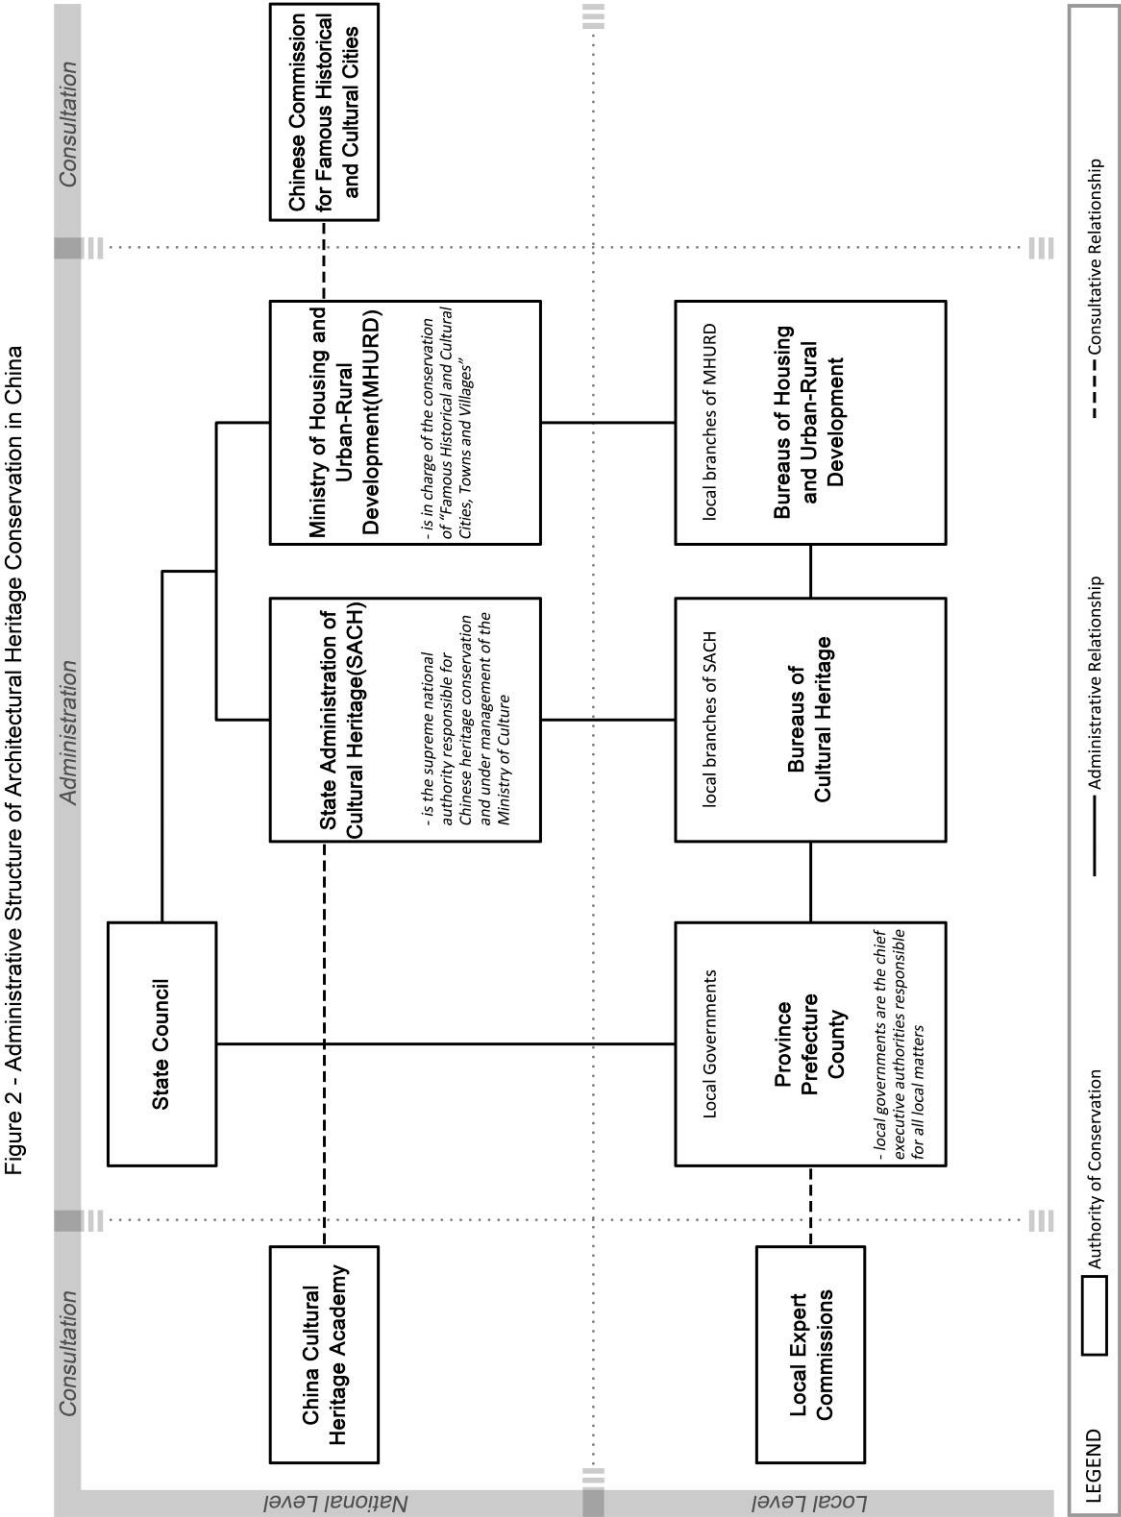 Figure 2 - Administrative Structure of Architectural Heritage Conservation in China
Consultation
Administration
Consultation
National Level
Local Level
State Council
China Cultural
Heritage Academy
State Administration of
Cultural Heritage(SACH)
- is the supreme national
authority responsible for
Chinese heritage conservation
and under management of the
Ministry of Culture
Ministry of Housing and
Urban-Rural
Development(MHURD)
- is in charge of the conservation
of "Famous Historical and Cultural
Cities, Towns and Villages"
Chinese Commission
for Famous Historical
and Cultural Cities
Local Expert
Commissions
Local Governments
Province
Prefecture
County
- local governments are the chief
executive authorities responsible
for all local matters
local branches of SACH
Bureaus of
Cultural Heritage
local branches of MHURD
Bureaus of Housing
and Urban-Rural
Development
LEGEND
Authority of Conservation
Administrative Relationship
Consultative Relationship